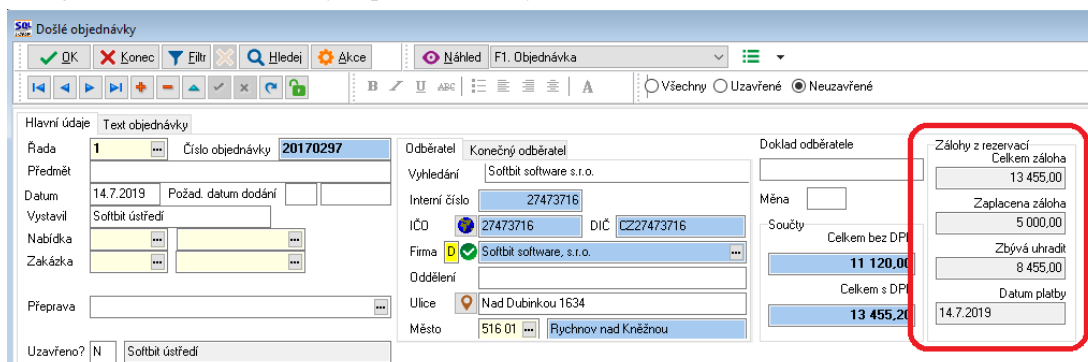 SQL Došlé objednávky
OK Konec Filtr Hledej Akce Náhled F1. Objednávka
B I U ABC A Všechny Uzavřené Neuzavřené
Hlavní údaje Text objednávky
Řada 1 ... Číslo objednávky 20170297
Předmět
Datum 14.7.2019 Požad. datum dodání
Vystavil Softbit ústředí
Nabídka ... ...
Zakázka ... ...
Přeprava ...
Uzavřeno? N Softbit ústředí
Odběratel Konečný odběratel
Vyhledání Softbit software s.r.o.
Interní číslo 27473716
IČO 27473716 DIČ CZ27473716
Firma D Softbit software, s.r.o. ...
Oddělení
Ulice Nad Dubinkou 1634
Město 516 01 ... Rychnov nad Kněžnou
Doklad odběratele
Měna
Součty
Celkem bez DPH
11 120,00
Celkem s DPH
13 455,20
Zálohy z rezervací
Celkem záloha
13 455,00
Zaplacena záloha
5 000,00
Zbývá uhradit
8 455,00
Datum platby
14.7.2019